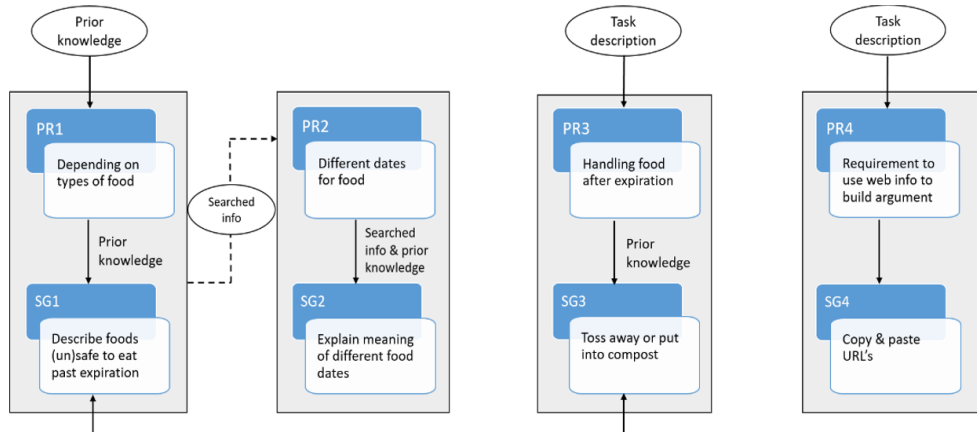 Prior
knowledge
Task
description
Task
description
PR1
Depending on
types of food
PR2
Different dates
for food
PR3
Handling food
after expiration
PR4
Requirement to
use web info to
build argument
Searched
info
Prior
knowledge
Searched
info & prior
knowledge
Prior
knowledge
SG1
Describe foods
(un)safe to eat
past expiration
SG2
Explain meaning
of different food
dates
SG3
Toss away or put
into compost
SG4
Copy & paste
URL's